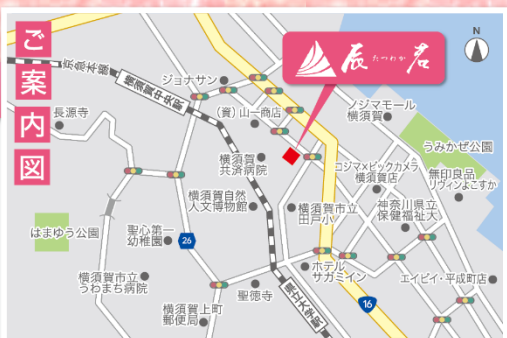 ご案内図
N
辰君
たつわか
京急本線
横須賀中央駅
ジョナサン
(資)山一商店
長源寺
ノジマモール
横須賀
うみかぜ公園
コジマ×ビックカメラ
横須賀店
無印良品
リヴィンよこすか
横須賀
共済病院
横須賀自然
人文博物館
横須賀市立
田戸小
神奈川県立
保健福祉大
はまゆう公園
聖心第一
幼稚園
26
横須賀市立
うわまち病院
聖徳寺
ホテル
サガミイン
エイビイ・平成町店
横須賀上町
郵便局
県立大学駅
16